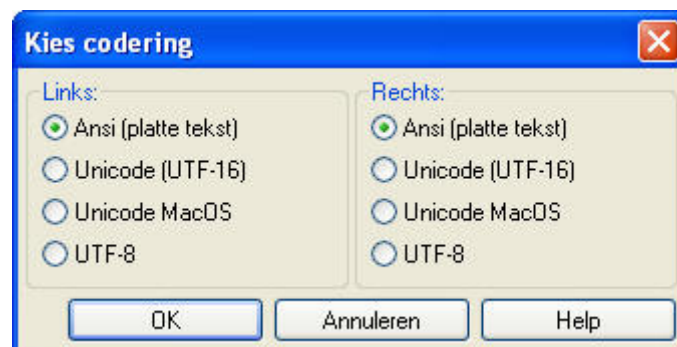 Kies codering
Links:
Ansi (platte tekst)
Unicode (UTF-16)
Unicode MacOS
UTF-8
Rechts:
Ansi (platte tekst)
Unicode (UTF-16)
Unicode MacOS
UTF-8
OK
Annuleren
Help